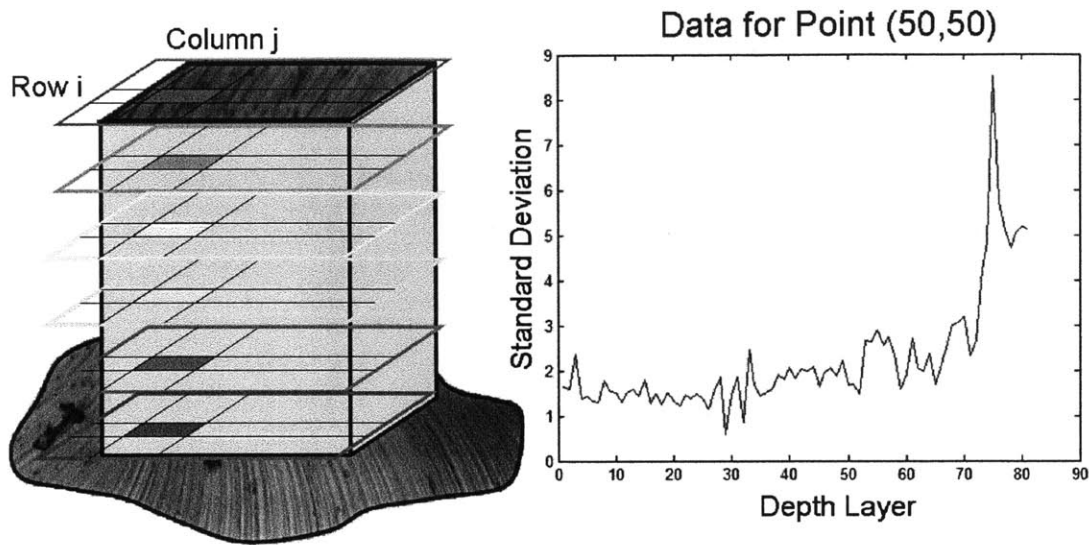 Column j
Row i
Data for Point (50,50)
Standard Deviation
9
8
7
6
5
4
3
2
1
0
0 10 20 30 40 50 60 70 80 90
Depth Layer